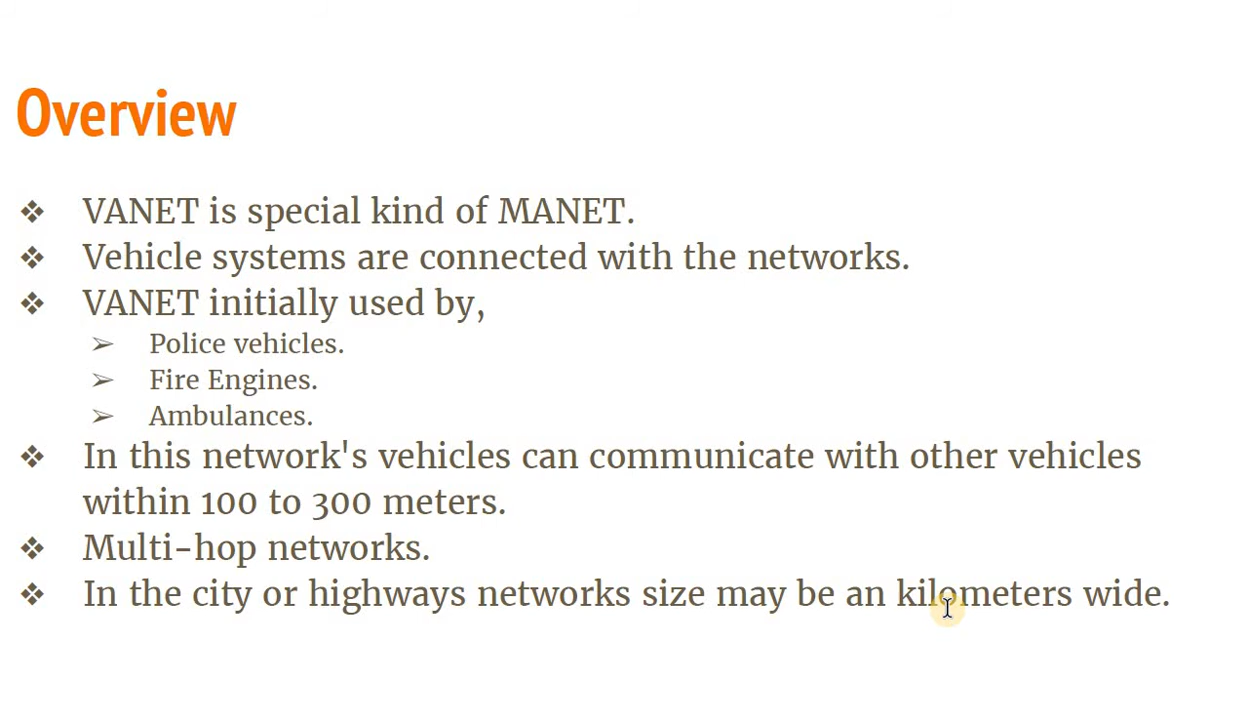 Overview
❖ VANET is special kind of MANET.
❖ Vehicle systems are connected with the networks.
❖ VANET initially used by,
➢ Police vehicles.
➢ Fire Engines.
➢ Ambulances.
❖ In this network's vehicles can communicate with other vehicles
within 100 to 300 meters.
❖ Multi-hop networks.
❖ In the city or highways networks size may be an kilometers wide.